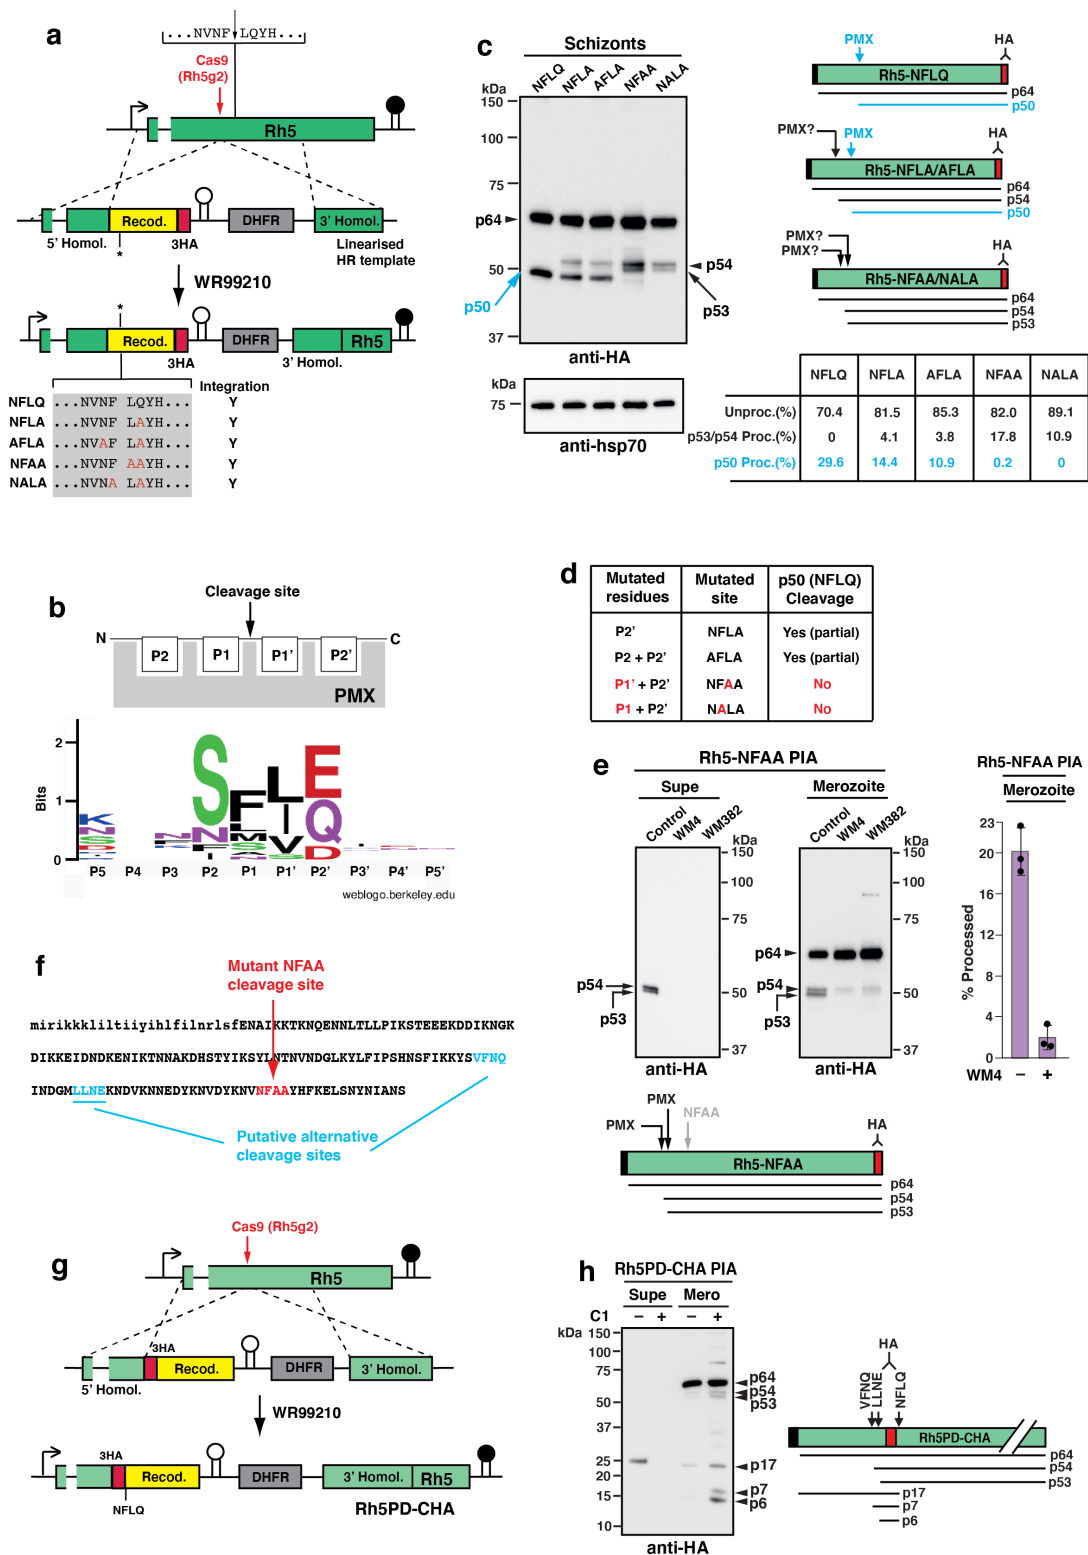 a
...NVNF LQYH...
Cas9
(Rh5g2)
Rh5
Recod.
DHFR
3' Homol.
5' Homol.
*
3HA
Linearised
HR template
WR99210
*
Recod.
DHFR
Rh5
3HA
3' Homol.
Integration
NFLQ ...NVNF LQYH... Y
NFLA ...NVNF LAYH... Y
AFLA ...NVAF LAYH... Y
NFAA ...NVNF AAYH... Y
NALA ...NVNA LAYH... Y
b
Cleavage site
N
C
P2 P1 P1' P2'
PMX
Bits
2
1
0
P5 P4 P3 P2 P1 P1' P2' P3' P4' P5'
weblogo.berkeley.edu
c
Schizonts
NFLQ NFLA AFLA NFAA NALA
kDa
150
100
75
p64
50
p54
p50
p53
37
anti-HA
kDa
75
anti-hsp70
PMX
HA
Rh5-NFLQ
p64
p50
PMX?
PMX
HA
Rh5-NFLA/AFLA
p64
p54
p50
PMX?
PMX?
HA
Rh5-NFAA/NALA
p64
p54
p53
NFLQ NFLA AFLA NFAA NALA
Unproc.(%) 70.4 81.5 85.3 82.0 89.1
p53/p54 Proc.(%) 0 4.1 3.8 17.8 10.9
p50 Proc.(%) 29.6 14.4 10.9 0.2 0
d
Mutated residues
Mutated site
p50 (NFLQ) Cleavage
P2' NFLA Yes (partial)
P2 + P2' AFLA Yes (partial)
P1' + P2' NFAA No
P1 + P2' NALA No
e
Rh5-NFAA PIA
Supe
Merozoite
Control WM4 WM382
kDa
150
100
75
50
37
p54
p53
anti-HA
Control WM4 WM382
kDa
150
100
75
50
37
p64
p54
p53
anti-HA
Rh5-NFAA PIA
Merozoite
% Processed
23
20
16
12
8
4
0
WM4 − +
PMX
PMX
NFAA
HA
Rh5-NFAA
p64
p54
p53
f
Mutant NFAA
cleavage site
mirikkkliltiiyihlfilnrlsfENAIKKTKNQENNLTLLPIKSTEEEKDDIKNGK
DIKKEIDNDKENIKTNNAKDHSTYIKSYLNTNVNDGLKYLFIPSHNSFIKKYSVFNQ
INDGMLLNEKNDVKNNEDYKNVDYKNVNFAAYHFKELSNYNIANS
Putative alternative
cleavage sites
g
Cas9 (Rh5g2)
Rh5
3HA
Recod.
DHFR
3' Homol.
5' Homol.
WR99210
3HA
Recod.
DHFR
3' Homol.
Rh5
NFLQ
Rh5PD-CHA
h
Rh5PD-CHA PIA
Supe
Mero
C1 − + − +
kDa
150
100
75
50
37
25
20
15
10
p64
p54
p53
p17
p7
p6
anti-HA
HA
VFNQ
LLNE
NFLQ
Rh5PD-CHA
p64
p54
p53
p17
p7
p6